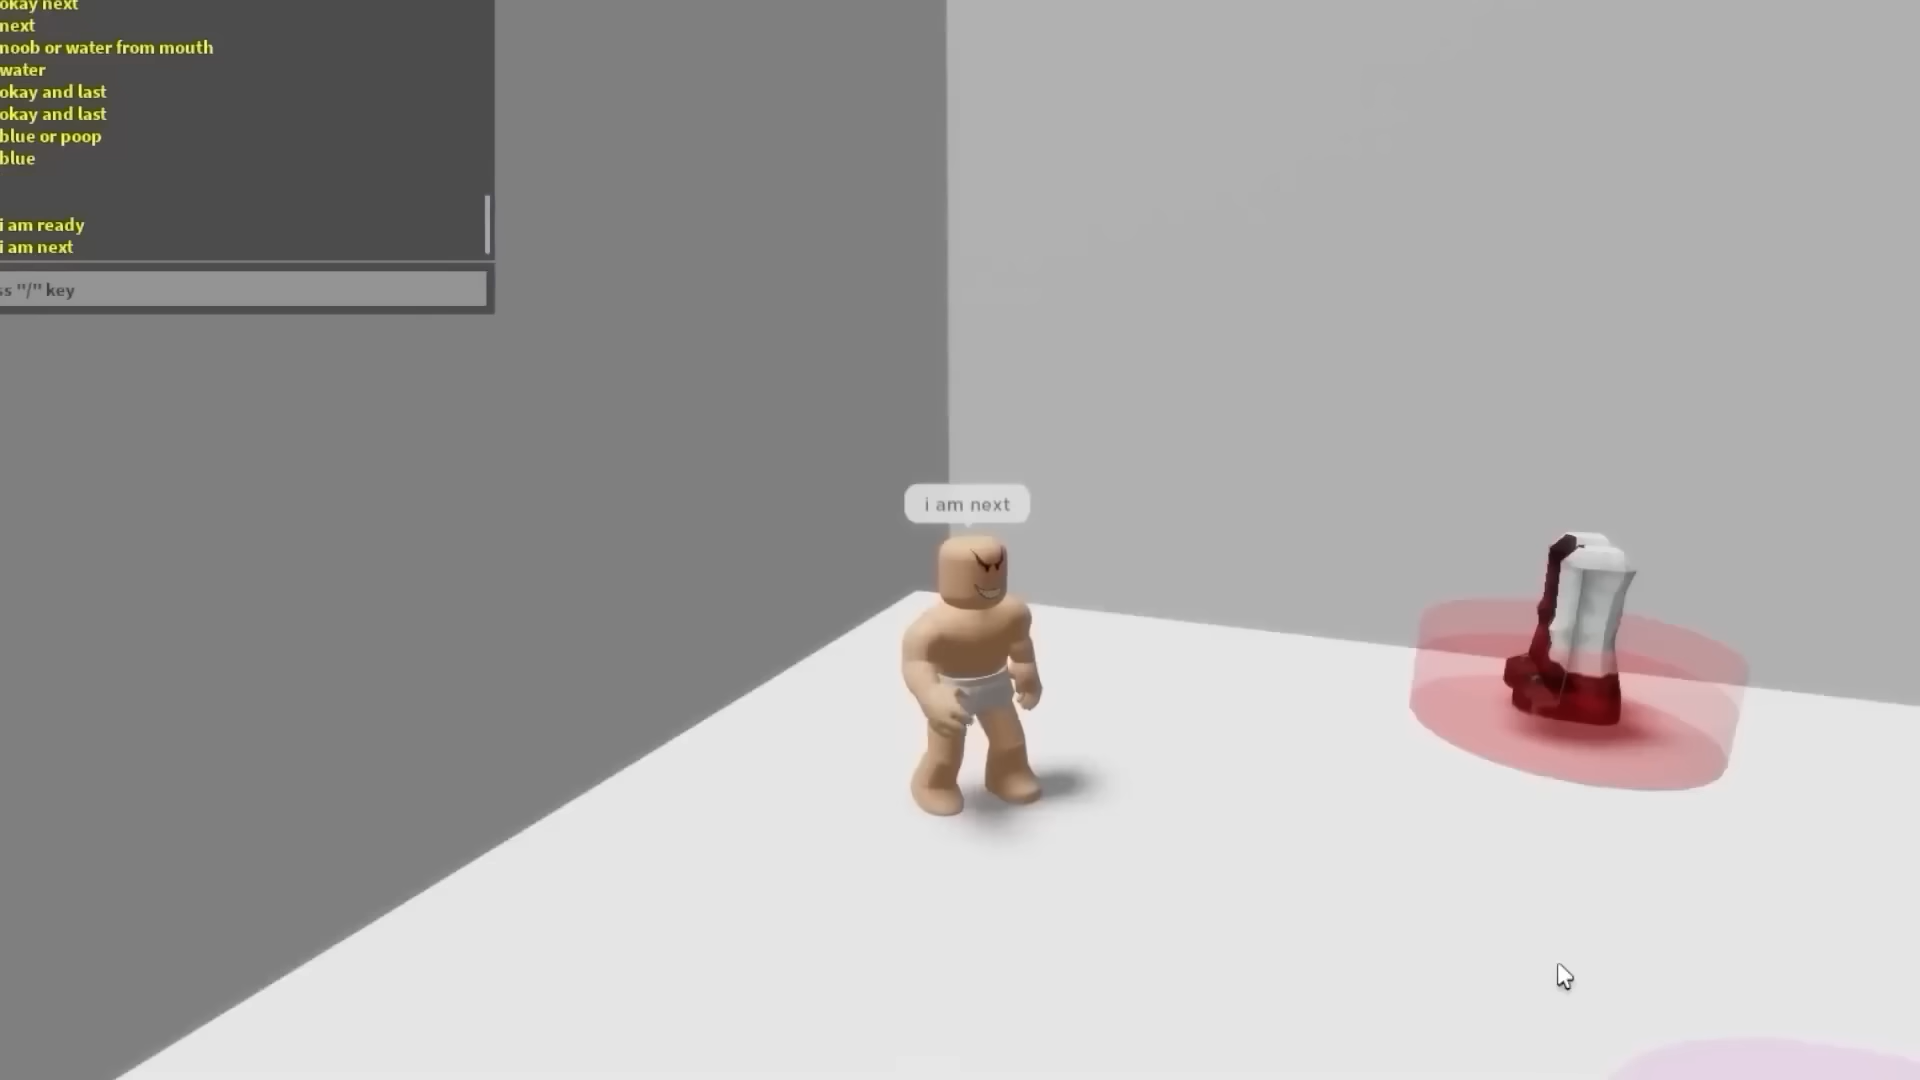 okay next
next
noob or water from mouth
water
okay and last
okay and last
blue or poop
blue
i am ready
i am next
ss "/" key
i am next